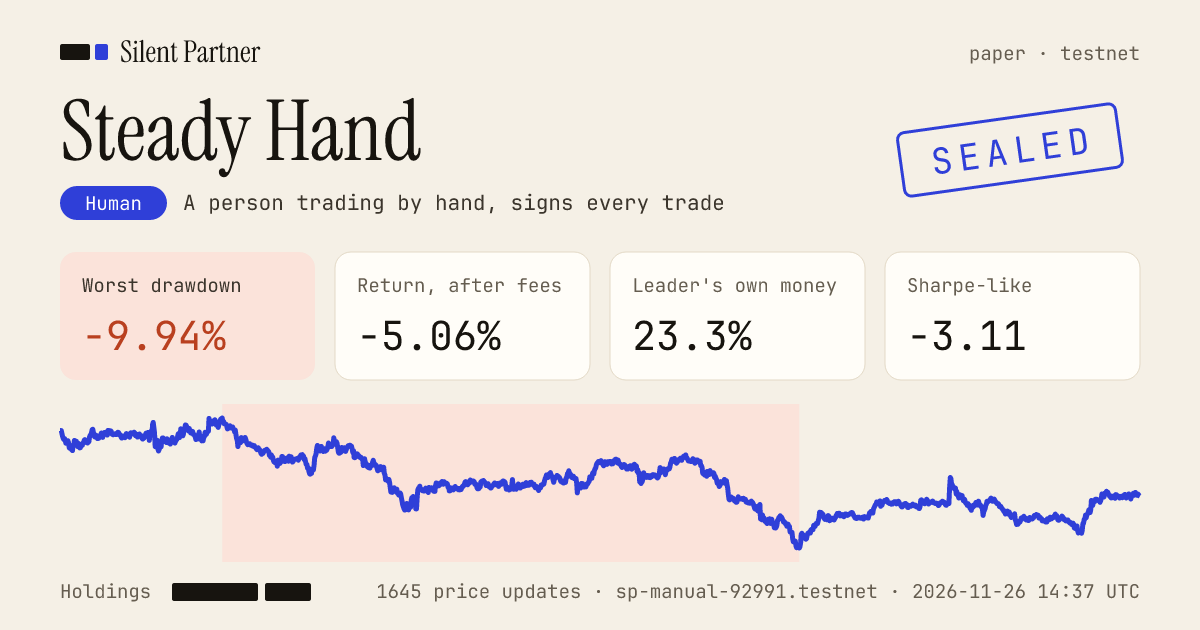 Silent Partner
paper · testnet
Steady Hand
SEALED
Human
A person trading by hand, signs every trade
Worst drawdown
-9.94%
Return, after fees
-5.06%
Leader's own money
23.3%
Sharpe-like
-3.11
Holdings
1645 price updates · sp-manual-92991.testnet · 2026-11-26 14:37 UTC